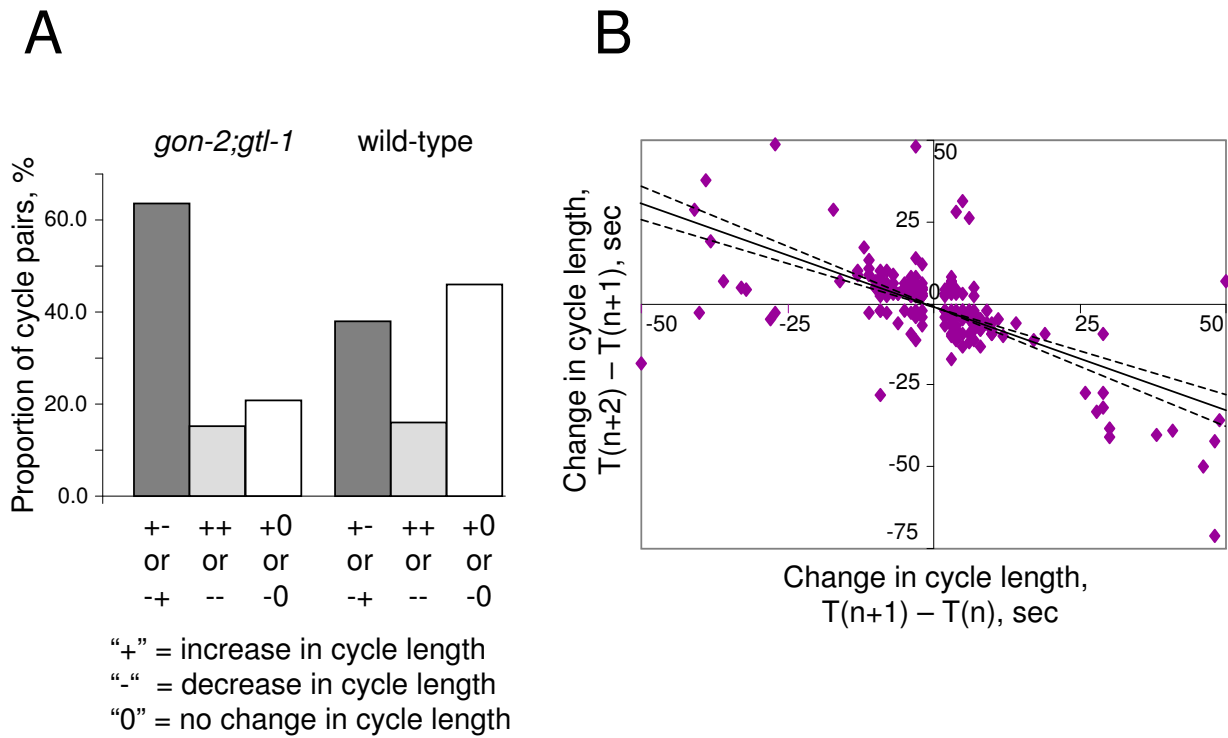 A
gon-2;gtl-1 wild-type
Proportion of cycle pairs, %
60.0
40.0
20.0
0.0
+- ++ +0 +- ++ +0
or or or or or or
-+ -- -0 -+ -- -0
“+” = increase in cycle length
“-“ = decrease in cycle length
“0” = no change in cycle length
B
Change in cycle length,
T(n+2) – T(n+1), sec
50
25
0
-50 -25 25 50
-25
-50
-75
Change in cycle length,
T(n+1) – T(n), sec